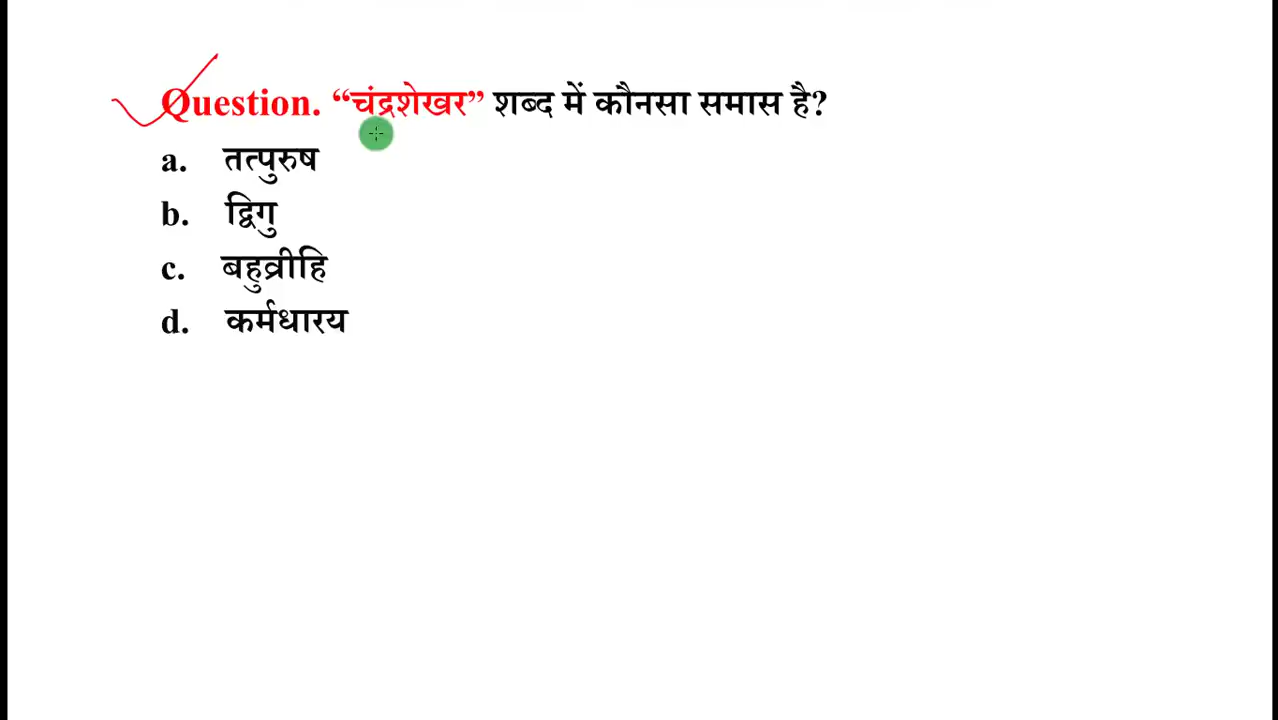 Question. “चंद्रशेखर” शब्द में कौनसा समास है?
a. तत्पुरुष
b. द्विगु
c. बहुव्रीहि
d. कर्मधारय